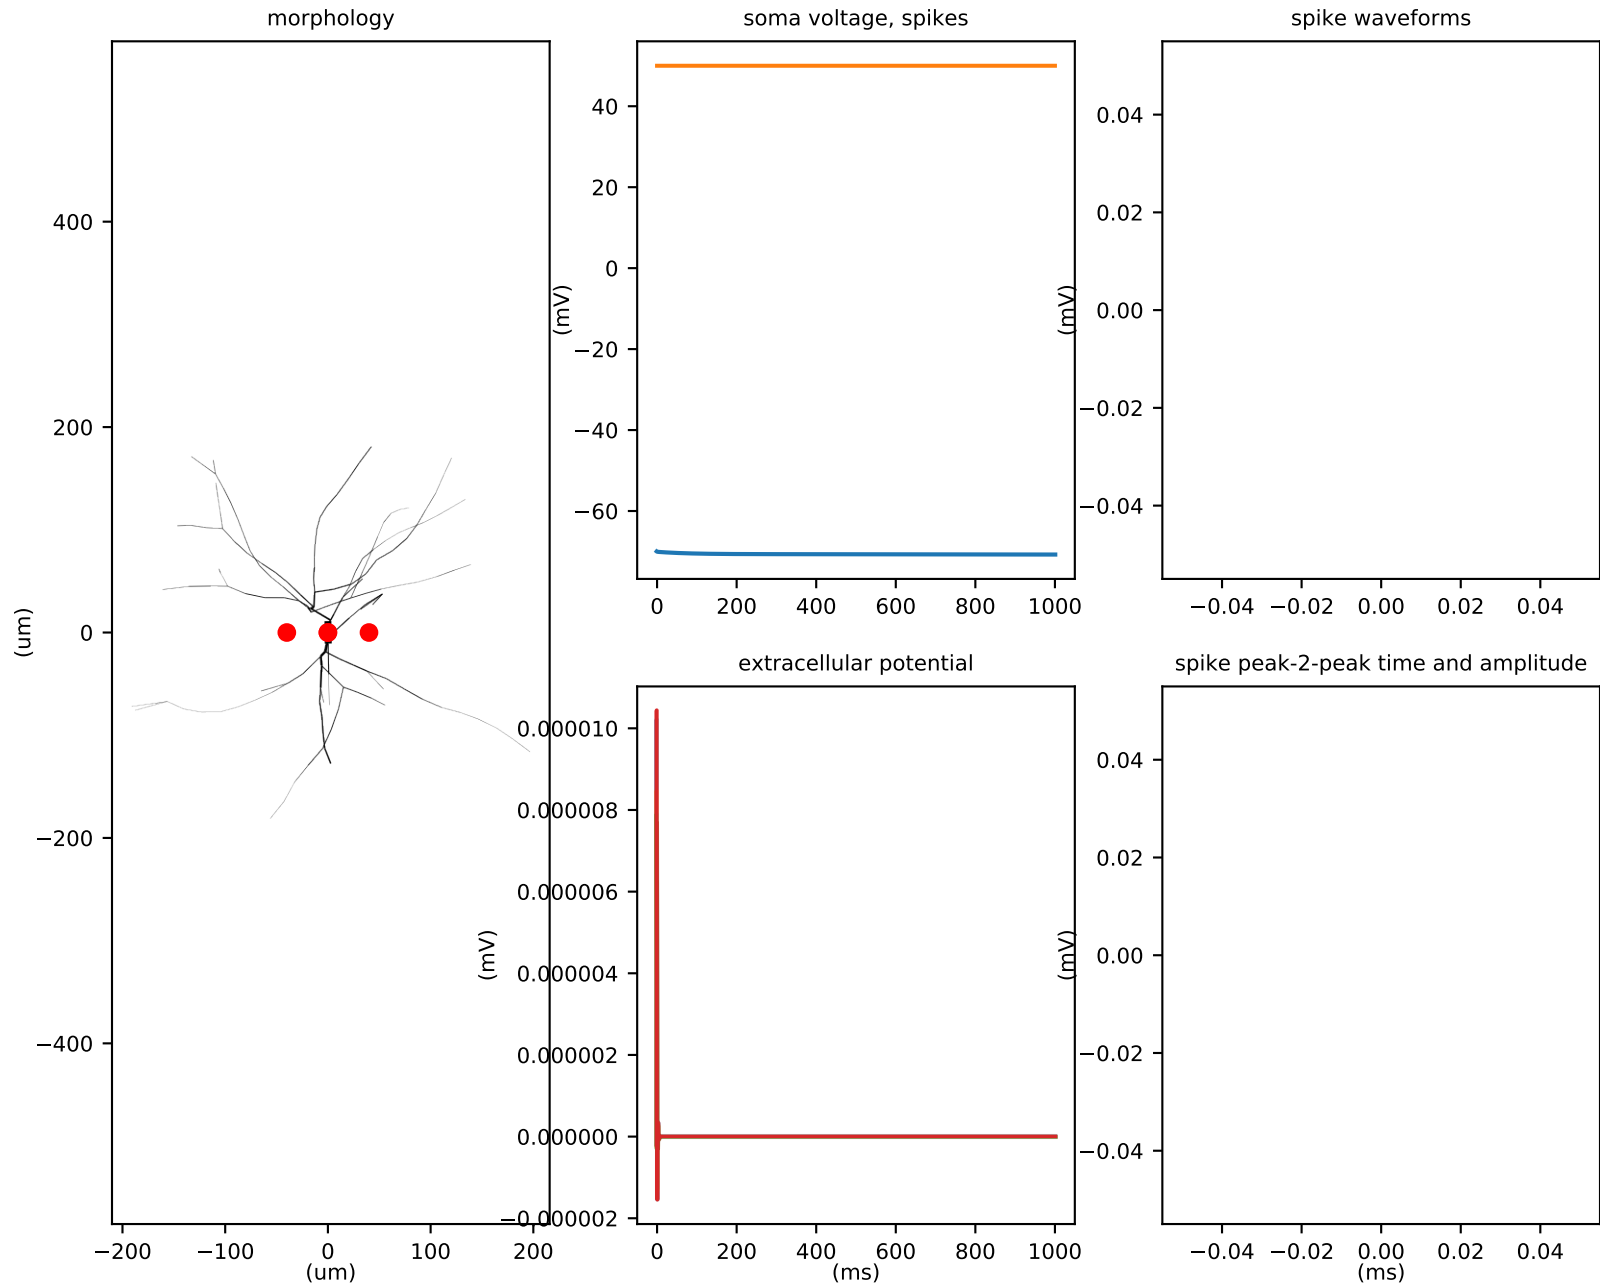 morphology
400
200
0
−200
−400
(um)
−200 −100 0 100 200
(um)
soma voltage, spikes
40
20
0
−20
−40
−60
(mV)
0 200 400 600 800 1000
spike waveforms
0.04
0.02
0.00
−0.02
−0.04
(mV)
−0.04 −0.02 0.00 0.02 0.04
extracellular potential
0.000010
0.000008
0.000006
0.000004
0.000002
0.000000
−0.000002
(mV)
0 200 400 600 800 1000
(ms)
spike peak-2-peak time and amplitude
0.04
0.02
0.00
−0.02
−0.04
(mV)
−0.04 −0.02 0.00 0.02 0.04
(ms)